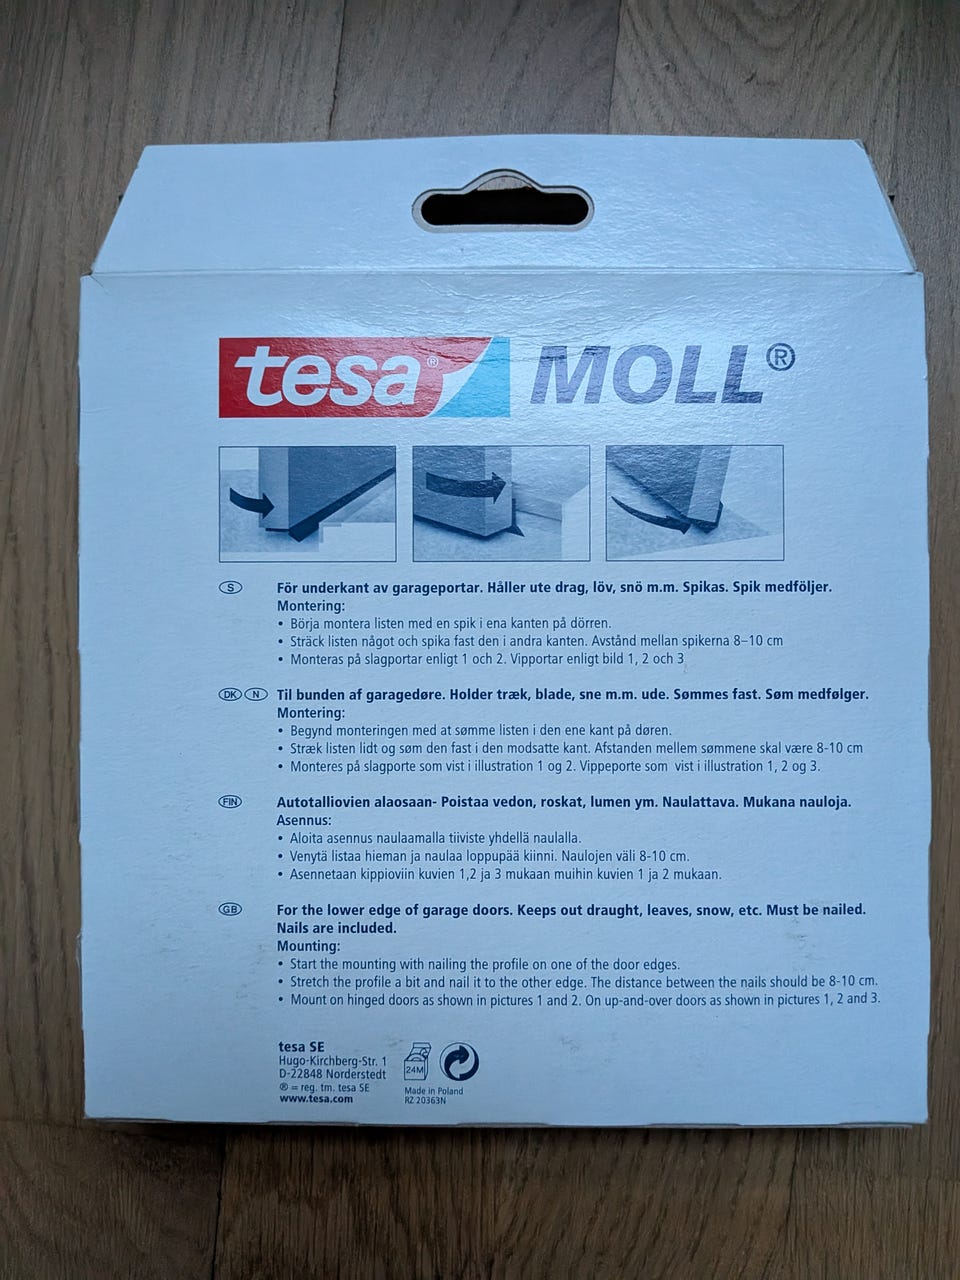 tesa® MOLL®
S
För underkant av garageportar. Håller ute drag, löv, snö m.m. Spikas. Spik medföljer.
Montering:
• Börja montera listen med en spik i ena kanten på dörren.
• Sträck listen något och spika fast den i andra kanten. Avstånd mellan spikerna 8–10 cm
• Monteras på slagportar enligt 1 och 2. Vipportar enligt bild 1, 2 och 3
DK N
Til bunden af garagedøre. Holder træk, blade, sne m.m. ude. Sømmes fast. Søm medfølger.
Montering:
• Begynd monteringen med at sømme listen i den ene kant på døren.
• Stræk listen lidt og søm den fast i den modsatte kant. Afstanden mellem sømmene skal være 8-10 cm
• Monteres på slagporte som vist i illustration 1 og 2. Vippeporte som vist i illustration 1, 2 og 3.
FIN
Autotalliovien alaosaan- Poistaa vedon, roskat, lumen ym. Naulattava. Mukana nauloja.
Asennus:
• Aloita asennus naulaamalla tiiviste yhdellä naulalla.
• Venytä listaa hieman ja naulaa loppupää kiinni. Naulojen väli 8-10 cm.
• Asennetaan kippioviin kuvien 1,2 ja 3 mukaan muihin kuvien 1 ja 2 mukaan.
GB
For the lower edge of garage doors. Keeps out draught, leaves, snow, etc. Must be nailed.
Nails are included.
Mounting:
• Start the mounting with nailing the profile on one of the door edges.
• Stretch the profile a bit and nail it to the other edge. The distance between the nails should be 8-10 cm.
• Mount on hinged doors as shown in pictures 1 and 2. On up-and-over doors as shown in pictures 1, 2 and 3.
tesa SE
Hugo-Kirchberg-Str. 1
D-22848 Norderstedt
® = reg. tm. tesa SE
www.tesa.com
24M
Made in Poland
RZ 20363N